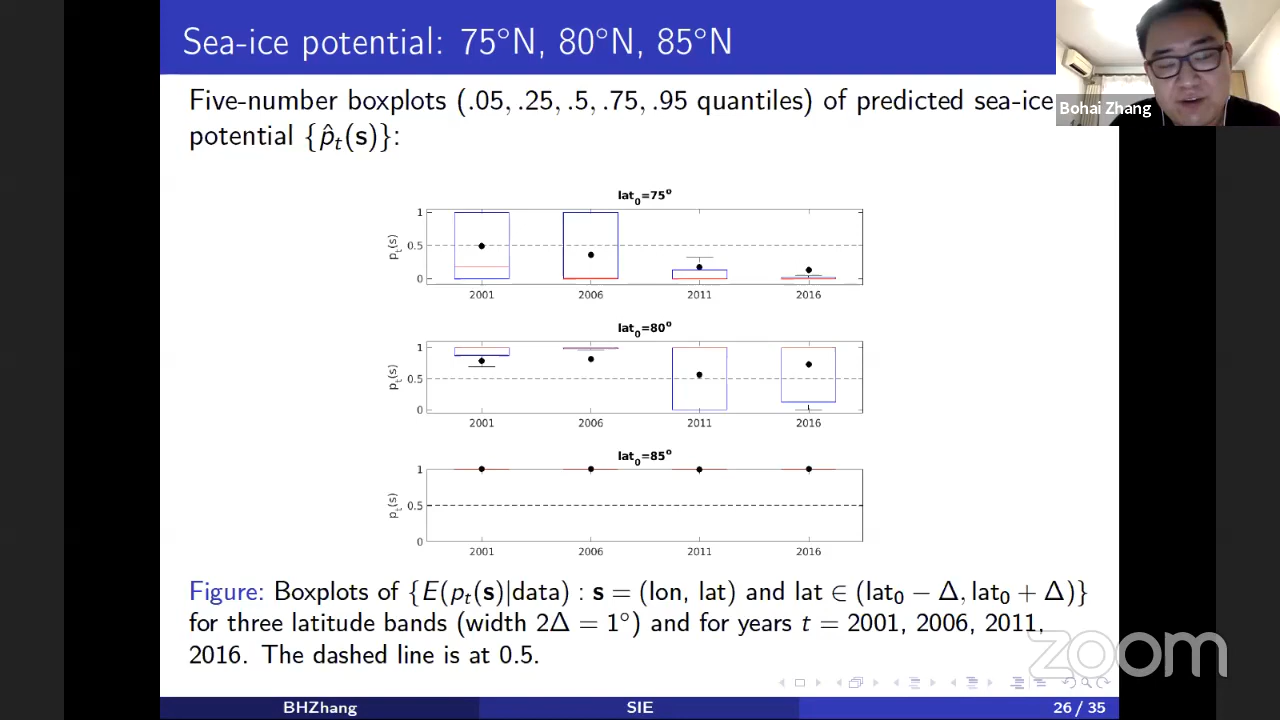 Sea-ice potential: 75°N, 80°N, 85°N
Bohai Zhang
Five-number boxplots (.05, .25, .5, .75, .95 quantiles) of predicted sea-ice
potential {p̂ₜ(s)}:
lat₀=75°
1
0.5
0
pₜ(s)
2001 2006 2011 2016
lat₀=80°
1
0.5
0
pₜ(s)
2001 2006 2011 2016
lat₀=85°
1
0.5
0
pₜ(s)
2001 2006 2011 2016
Figure: Boxplots of {E(pₜ(s)|data) : s = (lon, lat) and lat ∈ (lat₀ − Δ, lat₀ + Δ)}
for three latitude bands (width 2Δ = 1°) and for years t = 2001, 2006, 2011,
2016. The dashed line is at 0.5.
zoom
BHZhang SIE 26 / 35